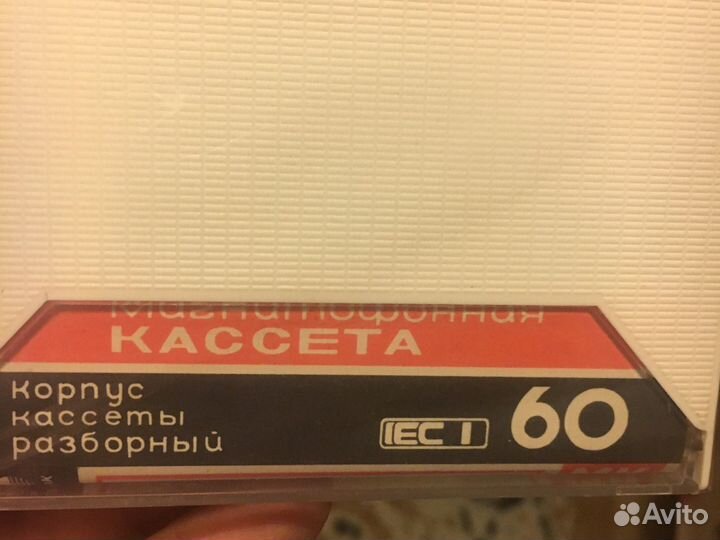 Магнитофонная
КАССЕТА
корпус
кассеты
разборный
IEC I
60
Avito